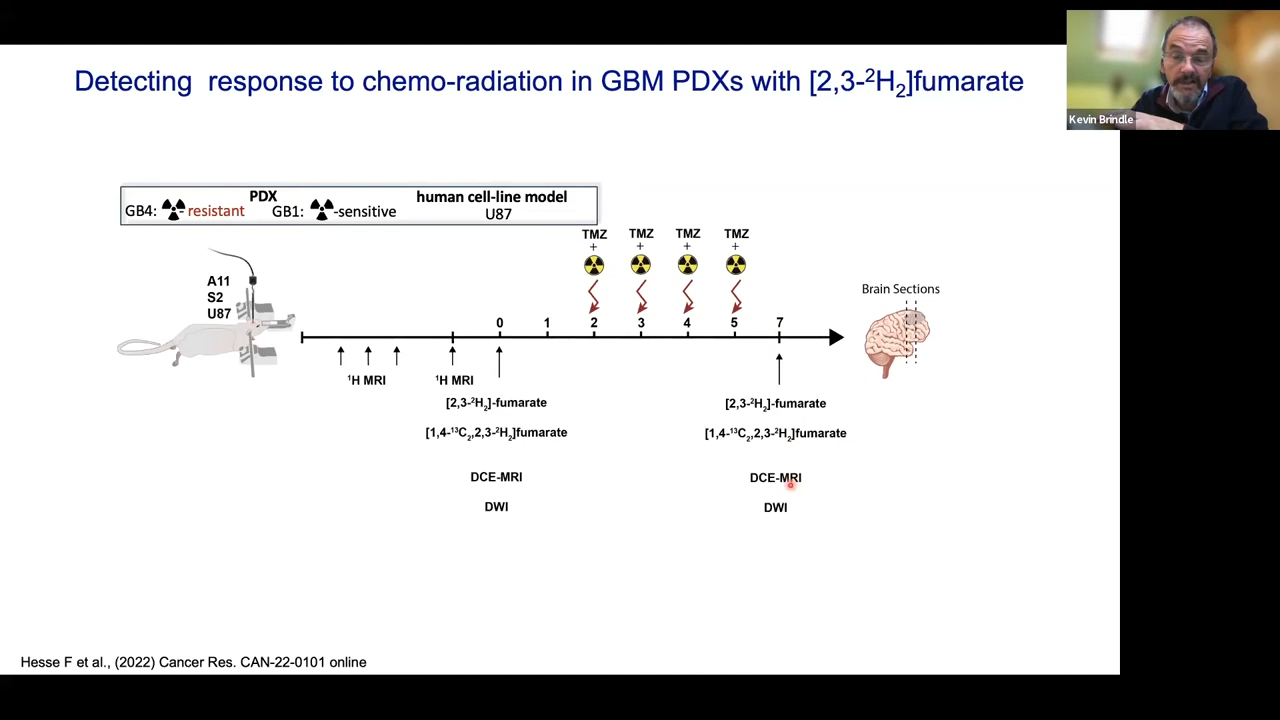 Detecting response to chemo-radiation in GBM PDXs with [2,3-²H₂]fumarate
Kevin Brindle
PDX
human cell-line model
GB4: -resistant GB1: -sensitive
U87
TMZ TMZ TMZ TMZ
+ + + +
A11
S2
U87
Brain Sections
0 1 2 3 4 5 7
¹H MRI ¹H MRI
[2,3-²H₂]-fumarate [2,3-²H₂]-fumarate
[1,4-¹³C₂,2,3-²H₂]fumarate [1,4-¹³C₂,2,3-²H₂]fumarate
DCE-MRI DCE-MRI
DWI DWI
Hesse F et al., (2022) Cancer Res. CAN-22-0101 online